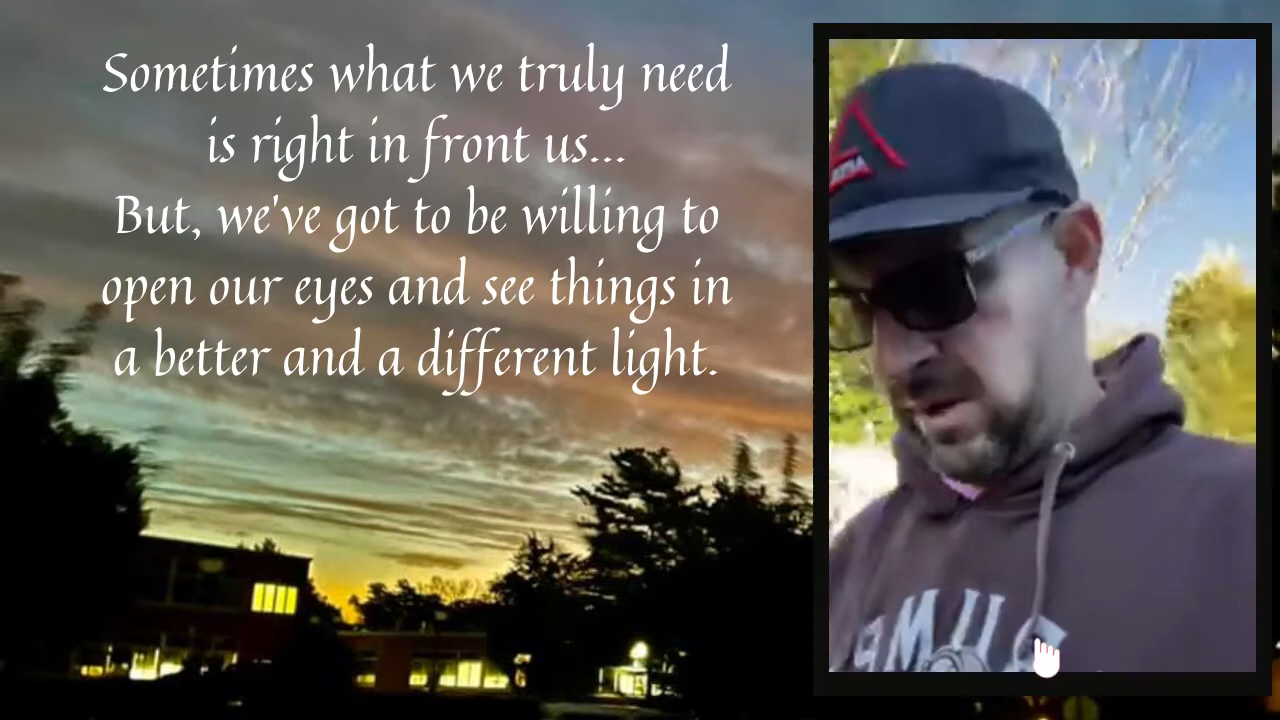 Sometimes what we truly need
is right in front us...
But, we've got to be willing to
open our eyes and see things in
a better and a different light.